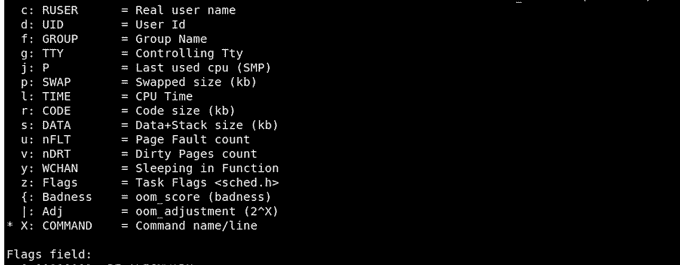 c: RUSER = Real user name
d: UID = User Id
f: GROUP = Group Name
g: TTY = Controlling Tty
j: P = Last used cpu (SMP)
p: SWAP = Swapped size (kb)
l: TIME = CPU Time
r: CODE = Code size (kb)
s: DATA = Data+Stack size (kb)
u: nFLT = Page Fault count
v: nDRT = Dirty Pages count
y: WCHAN = Sleeping in Function
z: Flags = Task Flags <sched.h>
{: Badness = oom_score (badness)
|: Adj = oom_adjustment (2^X)
* X: COMMAND = Command name/line
Flags field: